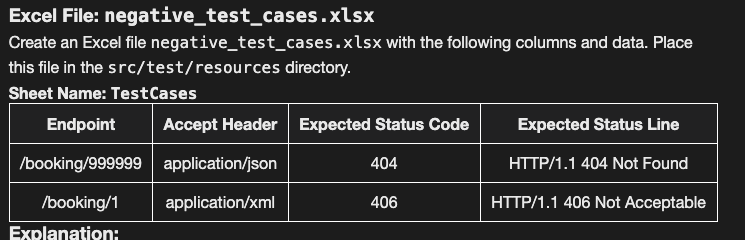 Excel File: negative_test_cases.xlsx
Create an Excel file negative_test_cases.xlsx with the following columns and data. Place
this file in the src/test/resources directory.
Sheet Name: TestCases
Endpoint Accept Header Expected Status Code Expected Status Line
/booking/999999 application/json 404 HTTP/1.1 404 Not Found
/booking/1 application/xml 406 HTTP/1.1 406 Not Acceptable
Explanation: